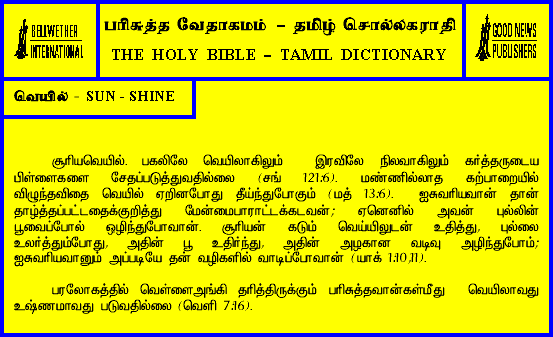 BELLWETHER
INTERNATIONAL
பரிசுத்த வேதாகமம் – தமிழ் சொல்லகராதி
THE HOLY BIBLE – TAMIL DICTIONARY
GOOD NEWS
PUBLISHERS
வெயில் - SUN - SHINE
சூரியவெயில். பகலிலே வெயிலாகிலும் இரவிலே நிலவாகிலும் கர்த்தருடைய
பிள்ளைகளை சேதப்படுத்துவதில்லை (சங் 121:6). மண்ணில்லாத கற்பாறையில்
விழுந்தவிதை வெயில் ஏறினபோது தீய்ந்துபோகும் (மத் 13:6). ஐசுவரியவான் தான்
தாழ்த்தப்பட்டதைக்குறித்து மேன்மைபாராட்டக்கடவன்; ஏனெனில் அவன் புல்லின்
பூவைப்போல் ஒழிந்துபோவான். சூரியன் கடும் வெய்யிலுடன் உதித்து, புல்லை
உலர்த்தும்போது, அதின் பூ உதிர்ந்து, அதின் அழகான வடிவு அழிந்துபோம்;
ஐசுவரியவானும் அப்படியே தன் வழிகளில் வாடிப்போவான் (யாக் 1:10,11).
பரலோகத்தில் வெள்ளைஅங்கி தரித்திருக்கும் பரிசுத்தவான்கள்மீது வெயிலாவது
உஷ்ணமாவது படுவதில்லை (வெளி 7:16).